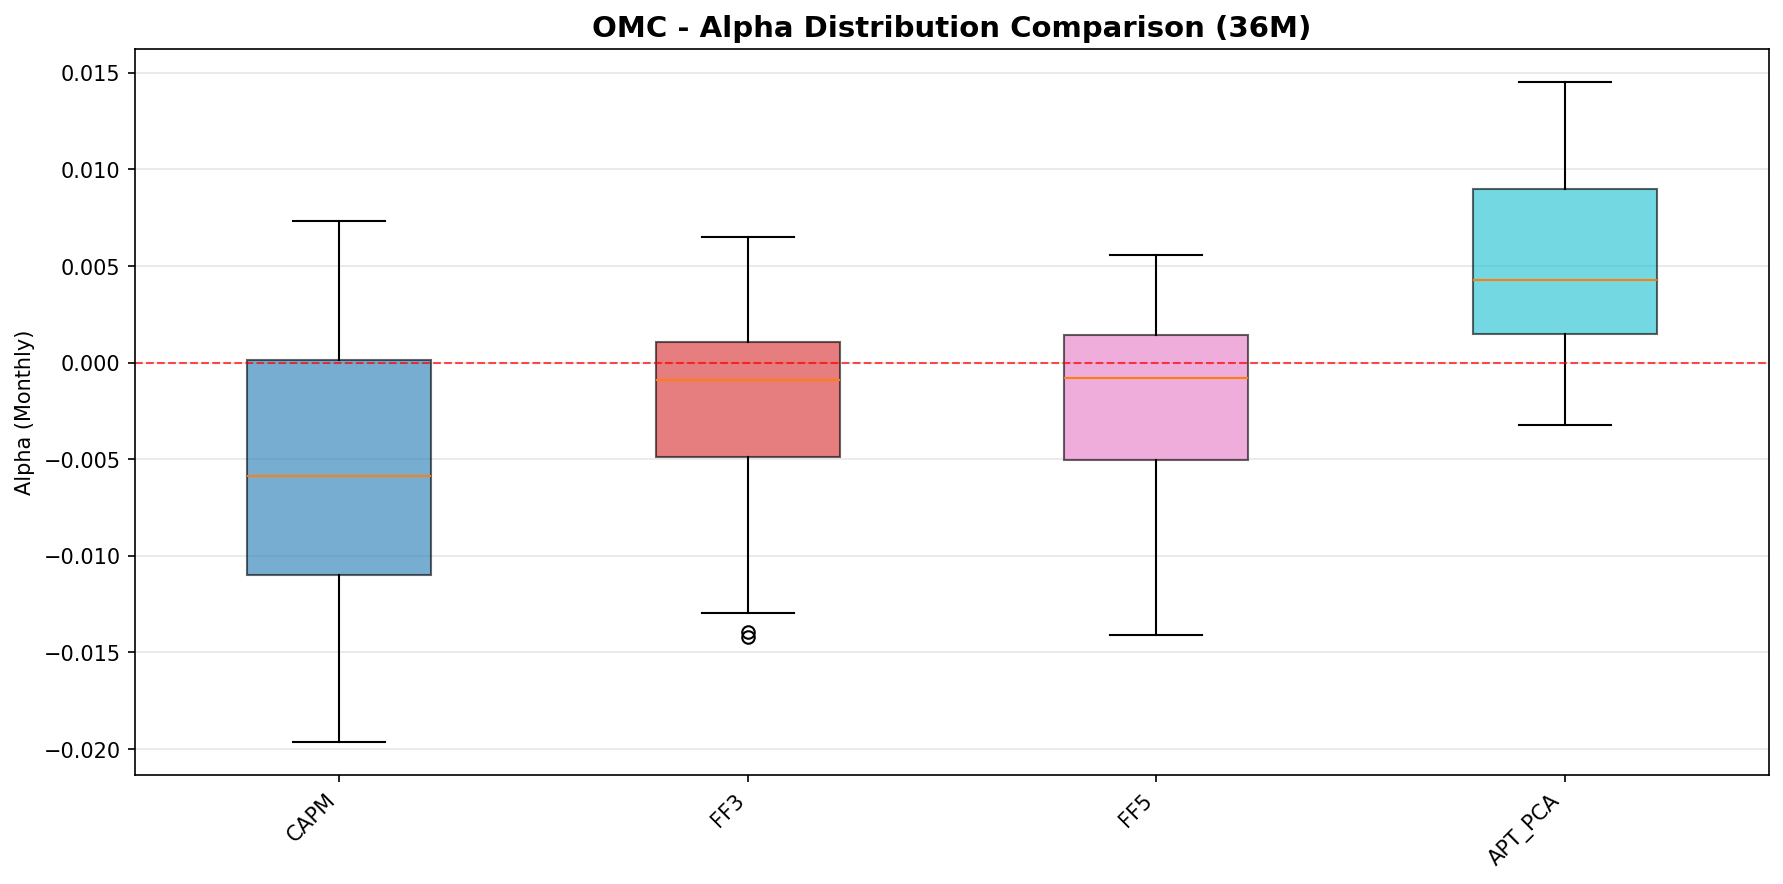 OMC - Alpha Distribution Comparison (36M)
Alpha (Monthly)
0.015
0.010
0.005
0.000
−0.005
−0.010
−0.015
−0.020
CAPM
FF3
FF5
APT_PCA